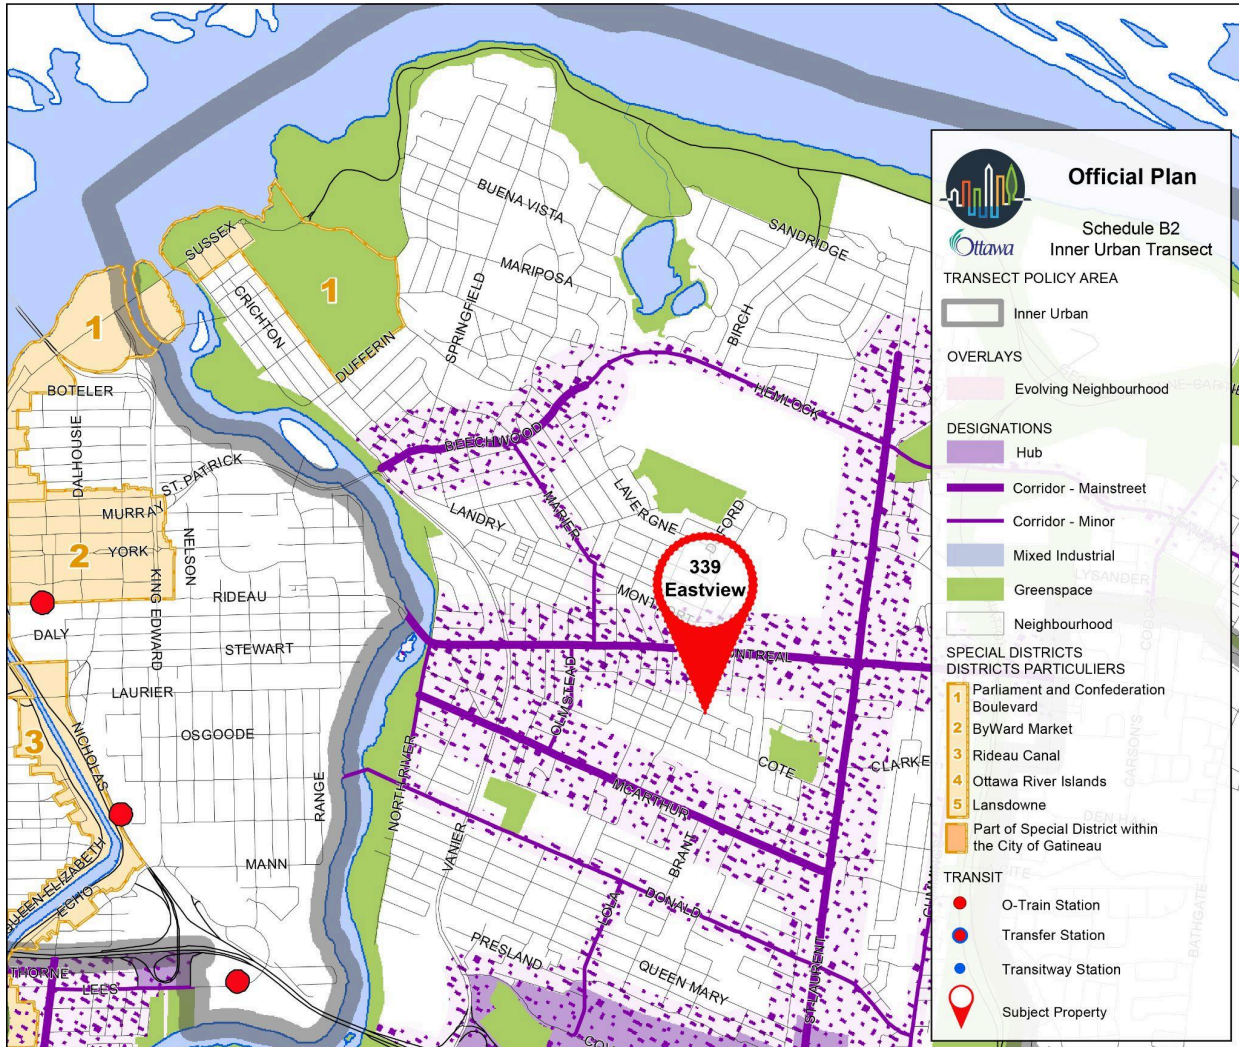 BUENA VISTA
SANDRIDGE
SUSSEX
MARIPOSA
CRICHTON
1
SPRINGFIELD
BIRCH
1
DUFFERIN
BOTELER
HEMLOCK
DALHOUSIE
BEECHWOOD
ST. PATRICK
MURRAY
LAVERGNE
MARIER
LANDRY
2
YORK
NELSON
339
Eastview
KING EDWARD
RIDEAU
DALY
STEWART
LAURIER
OLMSTEAD
OSGOODE
3
NICHOLAS
COTE
CLARKE
NORTH RIVER
RANGE
MCARTHUR
VANIER
BRANT
MANN
QUEEN ELIZABETH
ECHO
DONALD
LOLA
PRESLAND
QUEEN MARY
ST. LAURENT
THORNE
LEES
Official Plan
Ottawa
Schedule B2
Inner Urban Transect
TRANSECT POLICY AREA
Inner Urban
OVERLAYS
Evolving Neighbourhood
DESIGNATIONS
Hub
Corridor - Mainstreet
Corridor - Minor
Mixed Industrial
LYSANDER
Greenspace
Neighbourhood
SPECIAL DISTRICTS
DISTRICTS PARTICULIERS
1 Parliament and Confederation
Boulevard
2 ByWard Market
3 Rideau Canal
CARSONS
4 Ottawa River Islands
5 Lansdowne
Part of Special District within
the City of Gatineau
BATHGATE
TRANSIT
O-Train Station
Transfer Station
Transitway Station
Subject Property